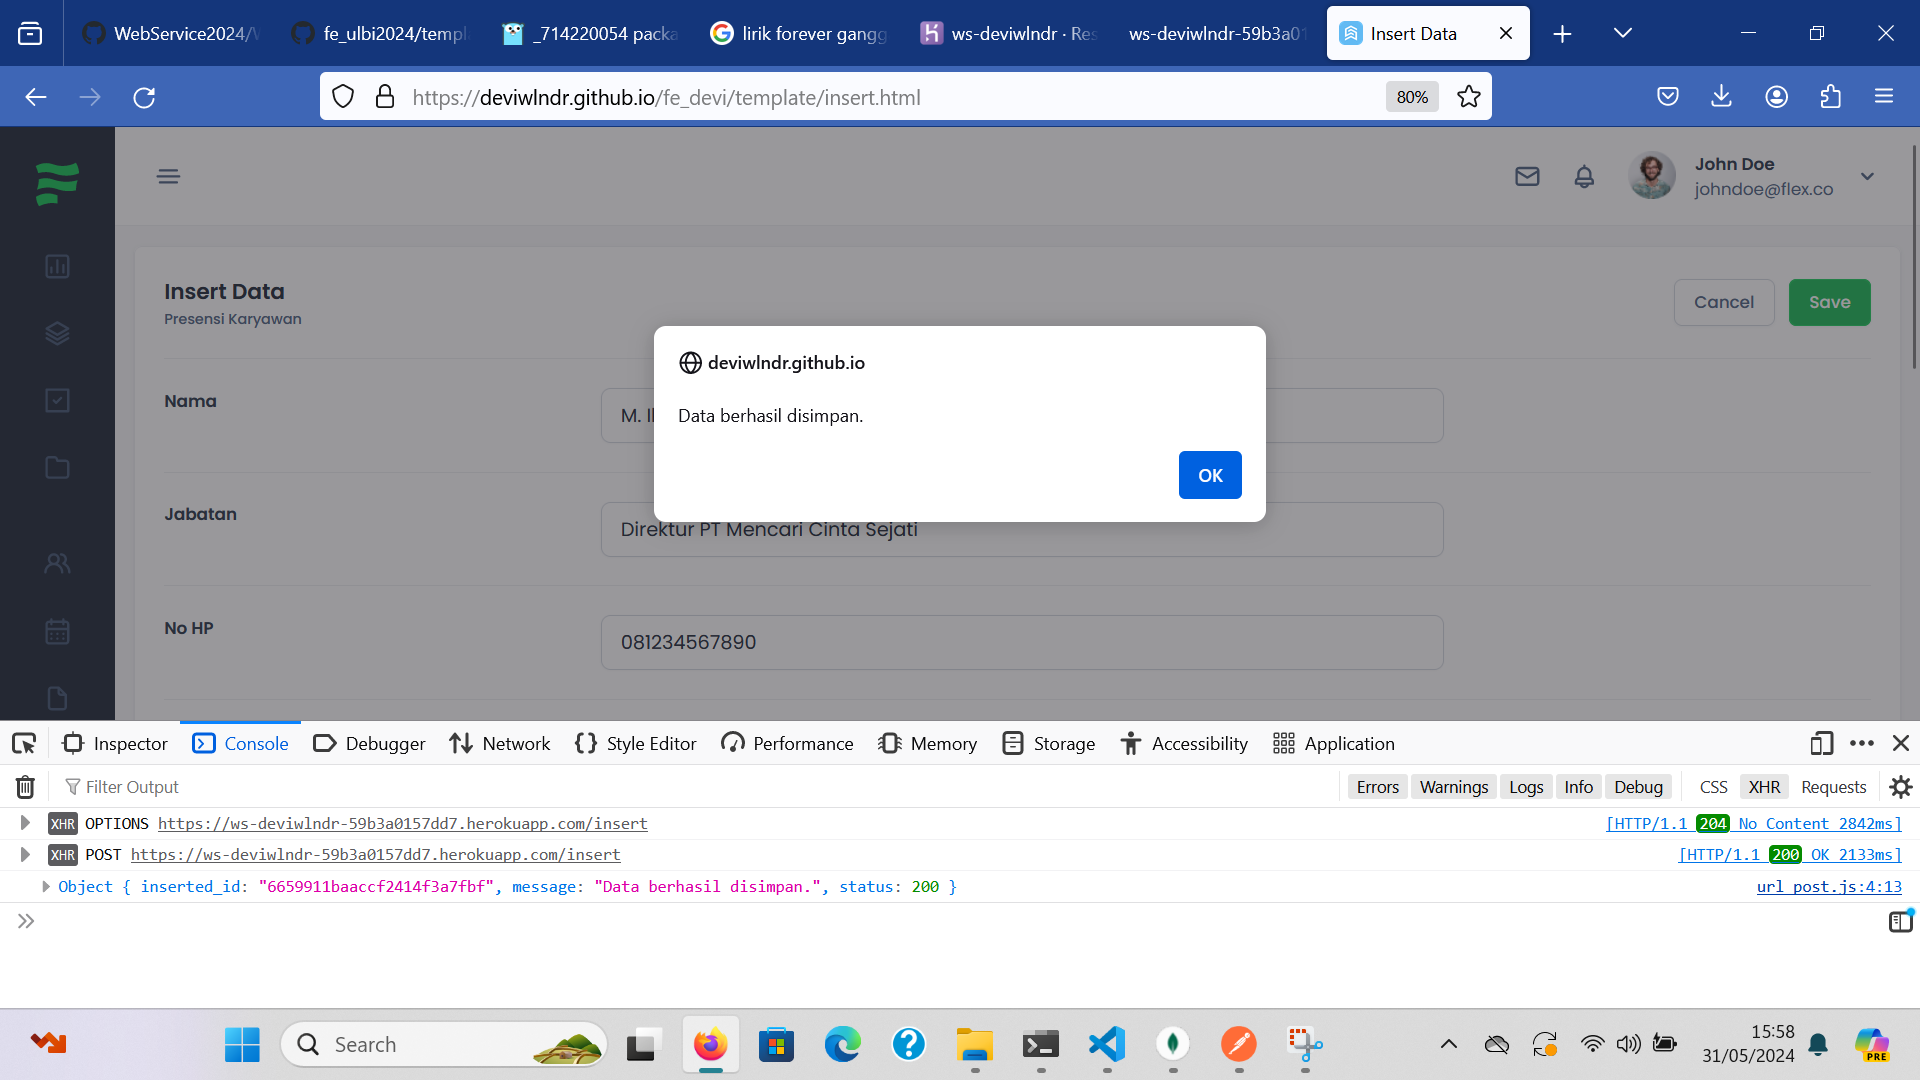 WebService2024/
fe_ulbi2024/templ
_714220054 packa
lirik forever gangg
ws-deviwlndr · Res
ws-deviwlndr-59b3a01
Insert Data
https://deviwlndr.github.io/fe_devi/template/insert.html
80%
John Doe
johndoe@flex.co
Insert Data
Presensi Karyawan
Cancel
Save
deviwlndr.github.io
Data berhasil disimpan.
OK
Nama
M.
Jabatan
Direktur PT Mencari Cinta Sejati
No HP
081234567890
Inspector
Console
Debugger
Network
Style Editor
Performance
Memory
Storage
Accessibility
Application
Filter Output
Errors
Warnings
Logs
Info
Debug
CSS
XHR
Requests
XHR OPTIONS https://ws-deviwlndr-59b3a0157dd7.herokuapp.com/insert [HTTP/1.1 204 No Content 2842ms]
XHR POST https://ws-deviwlndr-59b3a0157dd7.herokuapp.com/insert [HTTP/1.1 200 OK 2133ms]
Object { inserted_id: "6659911baaccf2414f3a7fbf", message: "Data berhasil disimpan.", status: 200 } url_post.js:4:13
Search
15:58
31/05/2024
PRE